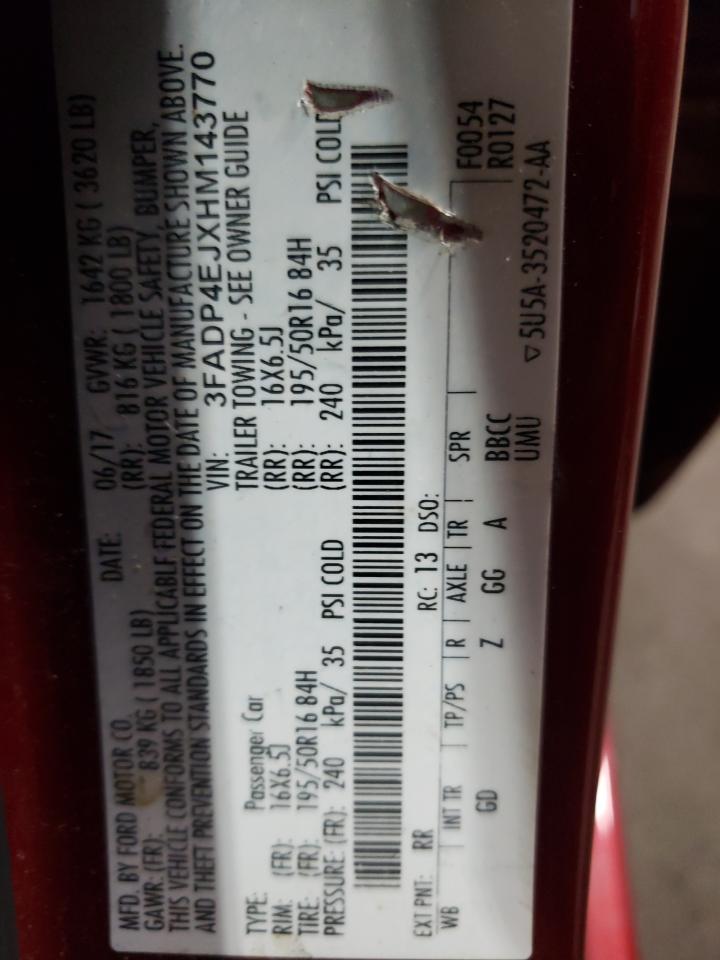 MFD. BY FORD MOTOR CO. DATE: 06/17 GVWR: 1642 KG ( 3620 LB)
GAWR: (FR): 839 KG ( 1850 LB) (RR): 816 KG ( 1800 LB)
THIS VEHICLE CONFORMS TO ALL APPLICABLE FEDERAL MOTOR VEHICLE SAFETY, BUMPER,
AND THEFT PREVENTION STANDARDS IN EFFECT ON THE DATE OF MANUFACTURE SHOWN ABOVE.
VIN: 3FADP4EJXHM143770
TYPE: Passenger Car TRAILER TOWING - SEE OWNER GUIDE
RIM: (FR): 16X6.5J (RR): 16X6.5J
TIRE: (FR): 195/50R16 84H (RR): 195/50R16 84H
PRESSURE: (FR): 240 kPa/ 35 PSI COLD (RR): 240 kPa/ 35 PSI COLD
EXT PNT: RR RC: 13 DSO:
WB INT TR TP/PS R AXLE TR SPR F0054
GD Z GG A BBCC R0127
UMU
▽ 5U5A-3520472-AA